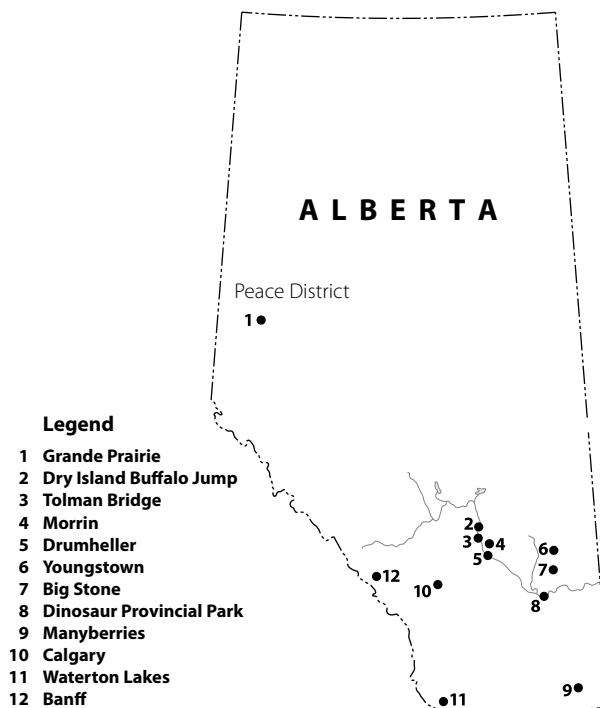 ALBERTA
Peace District
1
Legend
1 Grande Prairie
2 Dry Island Buffalo Jump
3 Tolman Bridge
4 Morrin
5 Drumheller
6 Youngstown
7 Big Stone
8 Dinosaur Provincial Park
9 Manyberries
10 Calgary
11 Waterton Lakes
12 Banff
2
3
4
5
6
7
12
10
8
9
11